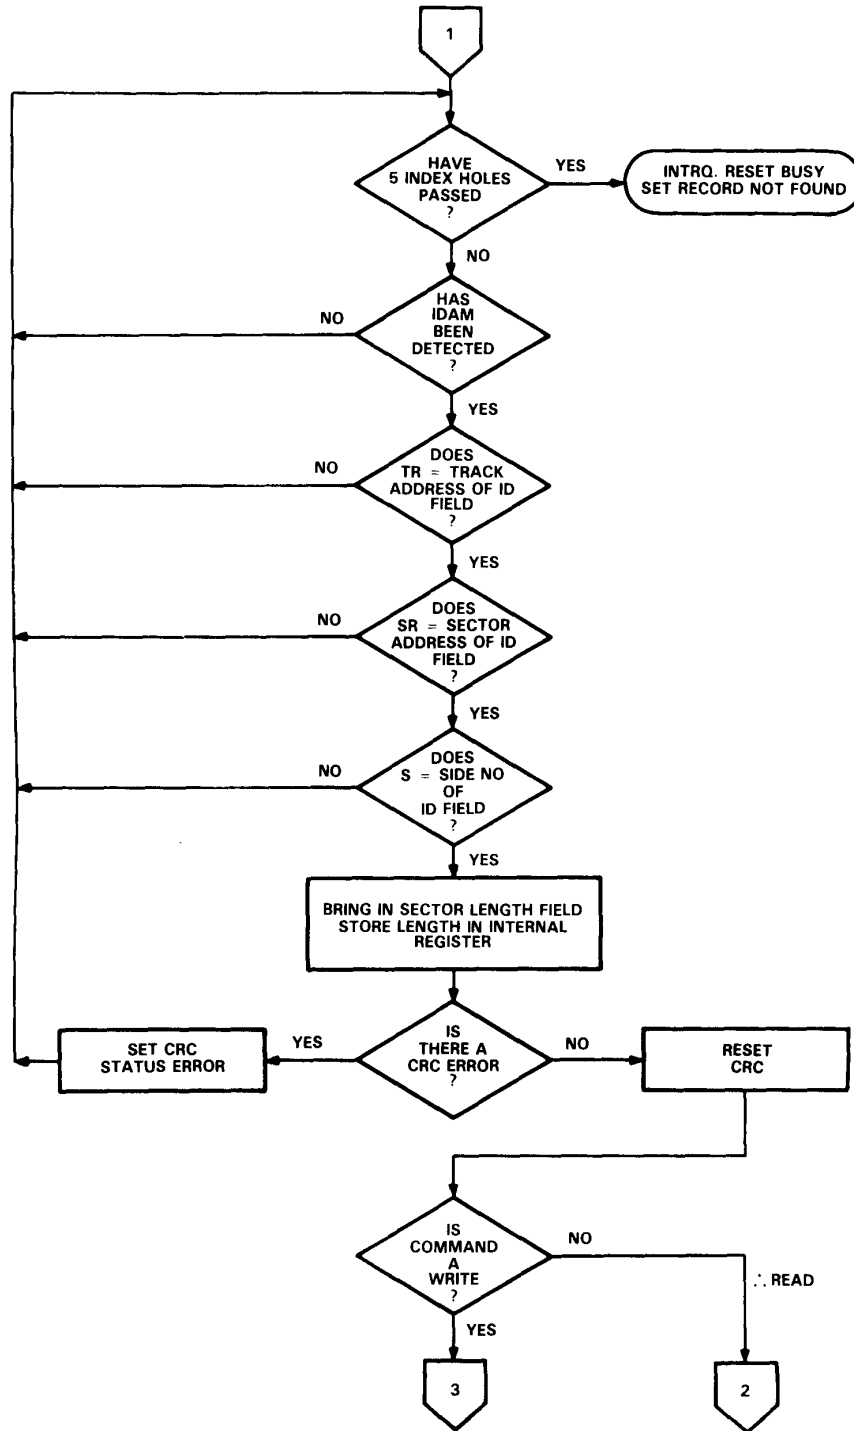 1
HAVE
5 INDEX HOLES
PASSED
?
YES
INTRQ. RESET BUSY
SET RECORD NOT FOUND
NO
HAS
IDAM
BEEN
DETECTED
?
NO
YES
DOES
TR = TRACK
ADDRESS OF ID
FIELD
?
NO
YES
DOES
SR = SECTOR
ADDRESS OF ID
FIELD
?
NO
YES
DOES
S = SIDE NO
OF
ID FIELD
?
NO
YES
BRING IN SECTOR LENGTH FIELD
STORE LENGTH IN INTERNAL
REGISTER
IS
THERE A
CRC ERROR
?
YES
SET CRC
STATUS ERROR
NO
RESET
CRC
IS
COMMAND
A
WRITE
?
NO
∴ READ
YES
3
2